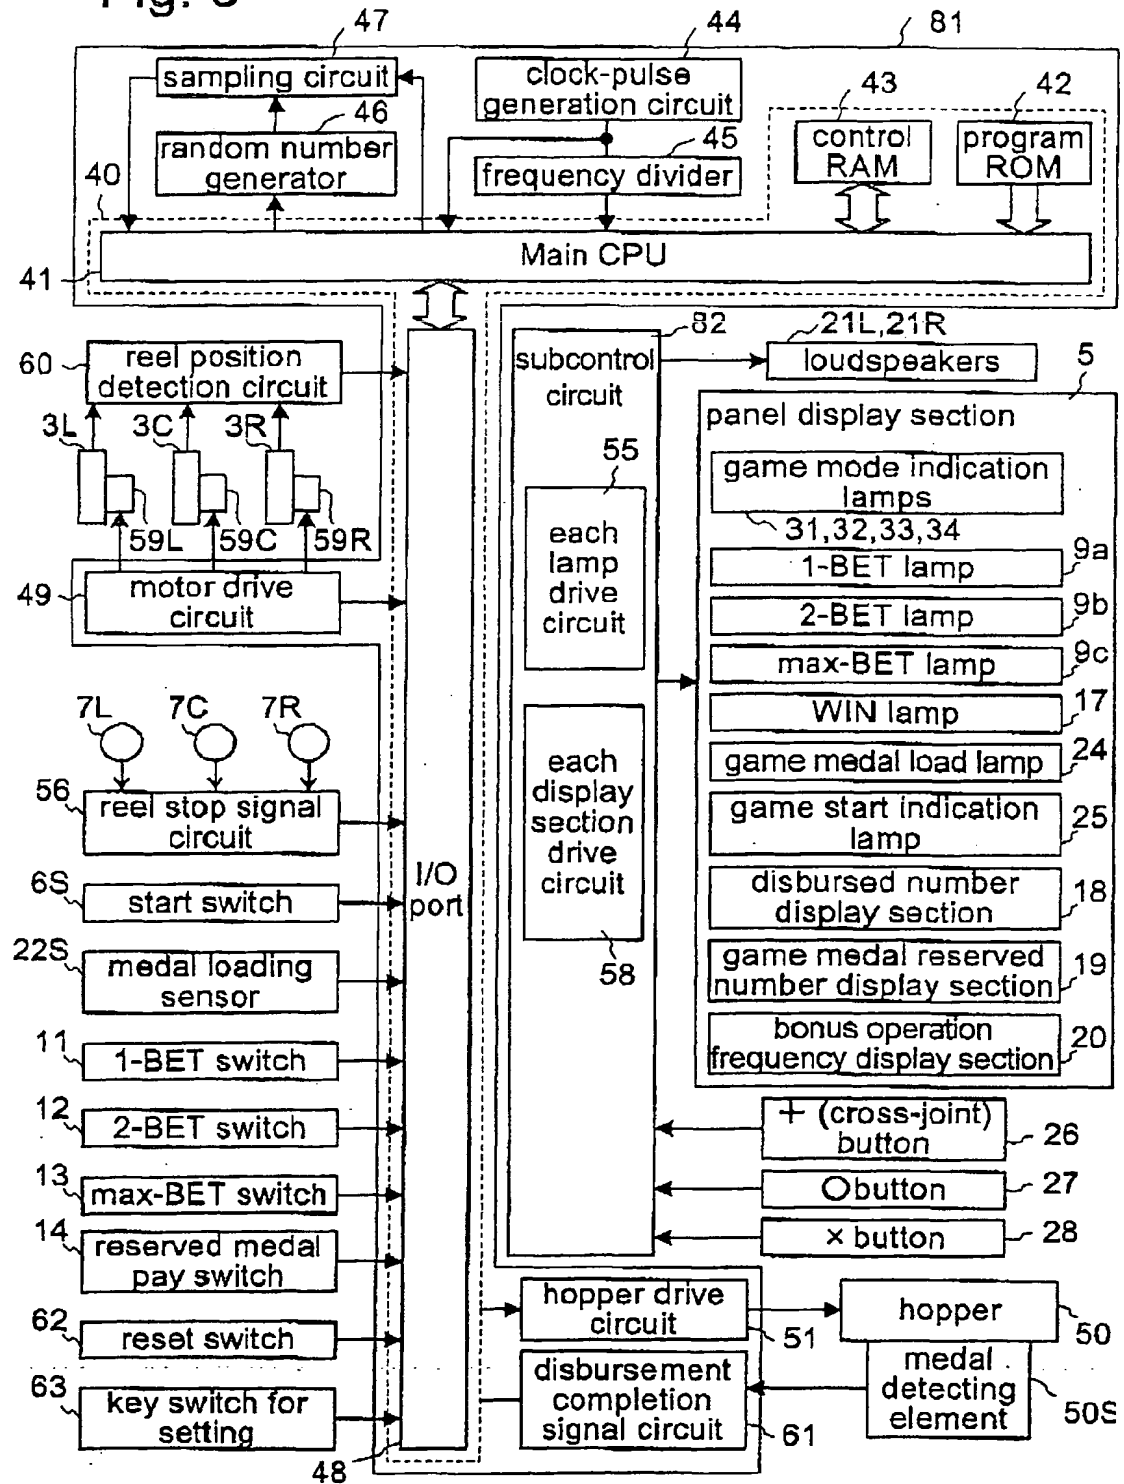 47
44
81
sampling circuit
clock-pulse
generation circuit
43
42
46
control
RAM
program
ROM
random number
generator
45
frequency divider
40
Main CPU
41
82
21L,21R
subcontrol
circuit
loudspeakers
60
reel position
detection circuit
5
panel display section
3L
3C
3R
game mode indication
lamps
31,32,33,34
55
each
lamp
drive
circuit
59L
59C
59R
1-BET lamp
9a
49
motor drive
circuit
2-BET lamp
9b
max-BET lamp
9c
WIN lamp
17
7L
7C
7R
game medal load lamp
24
each
display
section
drive
circuit
58
56
reel stop signal
circuit
game start indication
lamp
25
I/O
port
6S
start switch
disbursed number
display section
18
22S
medal loading
sensor
game medal reserved
number display section
19
11
1-BET switch
bonus operation
frequency display section
20
12
2-BET switch
+ (cross-joint)
button
26
13
max-BET switch
O button
27
14
reserved medal
pay switch
× button
28
62
reset switch
hopper drive
circuit
51
hopper
50
63
key switch for
setting
disbursement
completion
signal circuit
61
medal
detecting
element
50S
48